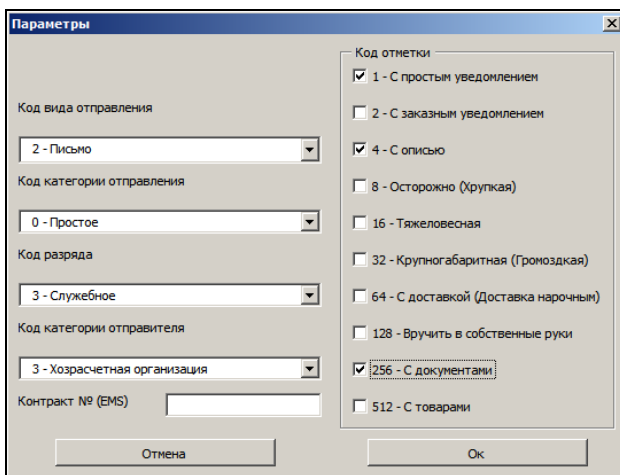 Параметры
Код вида отправления
2 - Письмо
Код категории отправления
0 - Простое
Код разряда
3 - Служебное
Код категории отправителя
3 - Хозрасчетная организация
Контракт № (EMS)
Отмена
Код отметки
1 - С простым уведомлением
2 - С заказным уведомлением
4 - С описью
8 - Осторожно (Хрупкая)
16 - Тяжеловесная
32 - Крупногабаритная (Громоздкая)
64 - С доставкой (Доставка нарочным)
128 - Вручить в собственные руки
256 - С документами
512 - С товарами
Ок